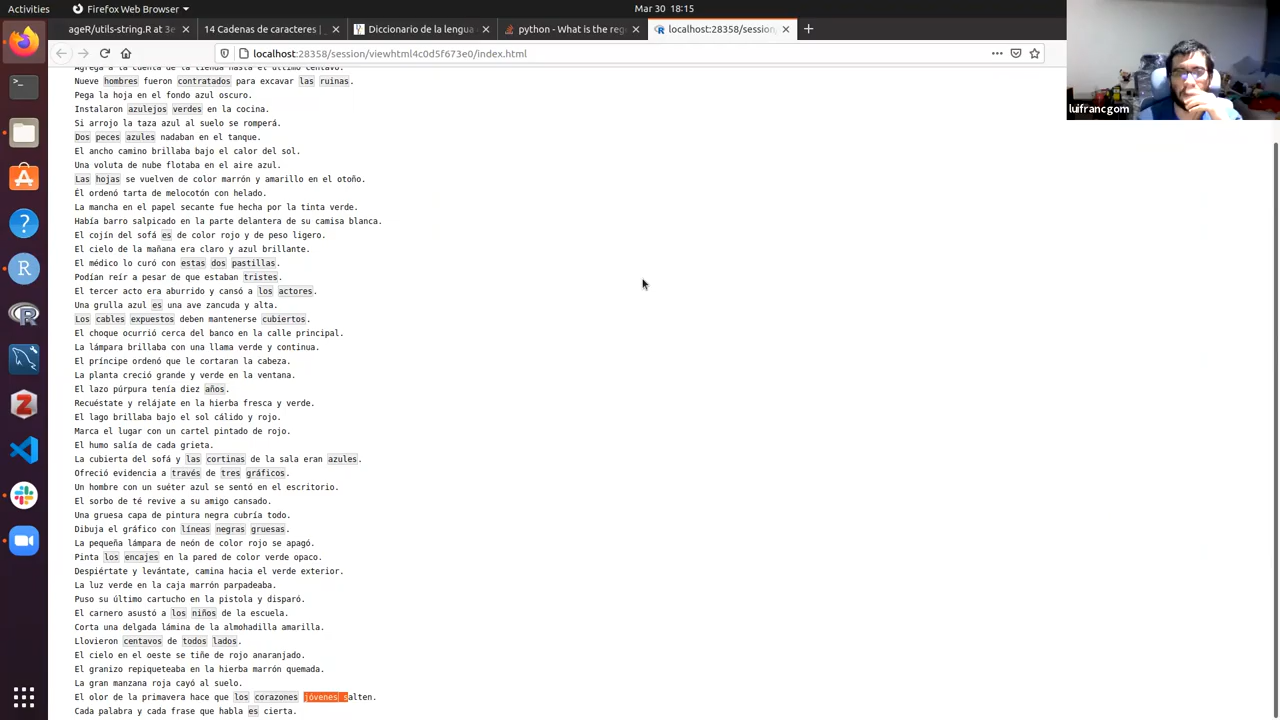 Activities
Firefox Web Browser
Mar 30 18:15
ageR/utils-string.R at 3e
14 Cadenas de caracteres |
Diccionario de la lengua
python - What is the reg
localhost:28358/session
localhost:28358/session/viewhtml4c0d5f673e0/index.html
luifrancgom
Agrega a la cuenta de la tienda hasta el último centavo.
Nueve hombres fueron contratados para excavar las ruinas.
Pega la hoja en el fondo azul oscuro.
Instalaron azulejos verdes en la cocina.
Si arrojo la taza azul al suelo se romperá.
Dos peces azules nadaban en el tanque.
El ancho camino brillaba bajo el calor del sol.
Una voluta de nube flotaba en el aire azul.
Las hojas se vuelven de color marrón y amarillo en el otoño.
Él ordenó tarta de melocotón con helado.
La mancha en el papel secante fue hecha por la tinta verde.
Había barro salpicado en la parte delantera de su camisa blanca.
El cojín del sofá es de color rojo y de peso ligero.
El cielo de la mañana era claro y azul brillante.
El médico lo curó con estas dos pastillas.
Podían reír a pesar de que estaban tristes.
El tercer acto era aburrido y cansó a los actores.
Una grulla azul es una ave zancuda y alta.
Los cables expuestos deben mantenerse cubiertos.
El choque ocurrió cerca del banco en la calle principal.
La lámpara brillaba con una llama verde y continua.
El príncipe ordenó que le cortaran la cabeza.
La planta creció grande y verde en la ventana.
El lazo púrpura tenía diez años.
Recuéstate y relájate en la hierba fresca y verde.
El lago brillaba bajo el sol cálido y rojo.
Marca el lugar con un cartel pintado de rojo.
El humo salía de cada grieta.
La cubierta del sofá y las cortinas de la sala eran azules.
Ofreció evidencia a través de tres gráficos.
Un hombre con un suéter azul se sentó en el escritorio.
El sorbo de té revive a su amigo cansado.
Una gruesa capa de pintura negra cubría todo.
Dibuja el gráfico con líneas negras gruesas.
La pequeña lámpara de neón de color rojo se apagó.
Pinta los encajes en la pared de color verde opaco.
Despiértate y levántate, camina hacia el verde exterior.
La luz verde en la caja marrón parpadeaba.
Puso su último cartucho en la pistola y disparó.
El carnero asustó a los niños de la escuela.
Corta una delgada lámina de la almohadilla amarilla.
Llovieron centavos de todos lados.
El cielo en el oeste se tiñe de rojo anaranjado.
El granizo repiqueteaba en la hierba marrón quemada.
La gran manzana roja cayó al suelo.
El olor de la primavera hace que los corazones jóvenes salten.
Cada palabra y cada frase que habla es cierta.